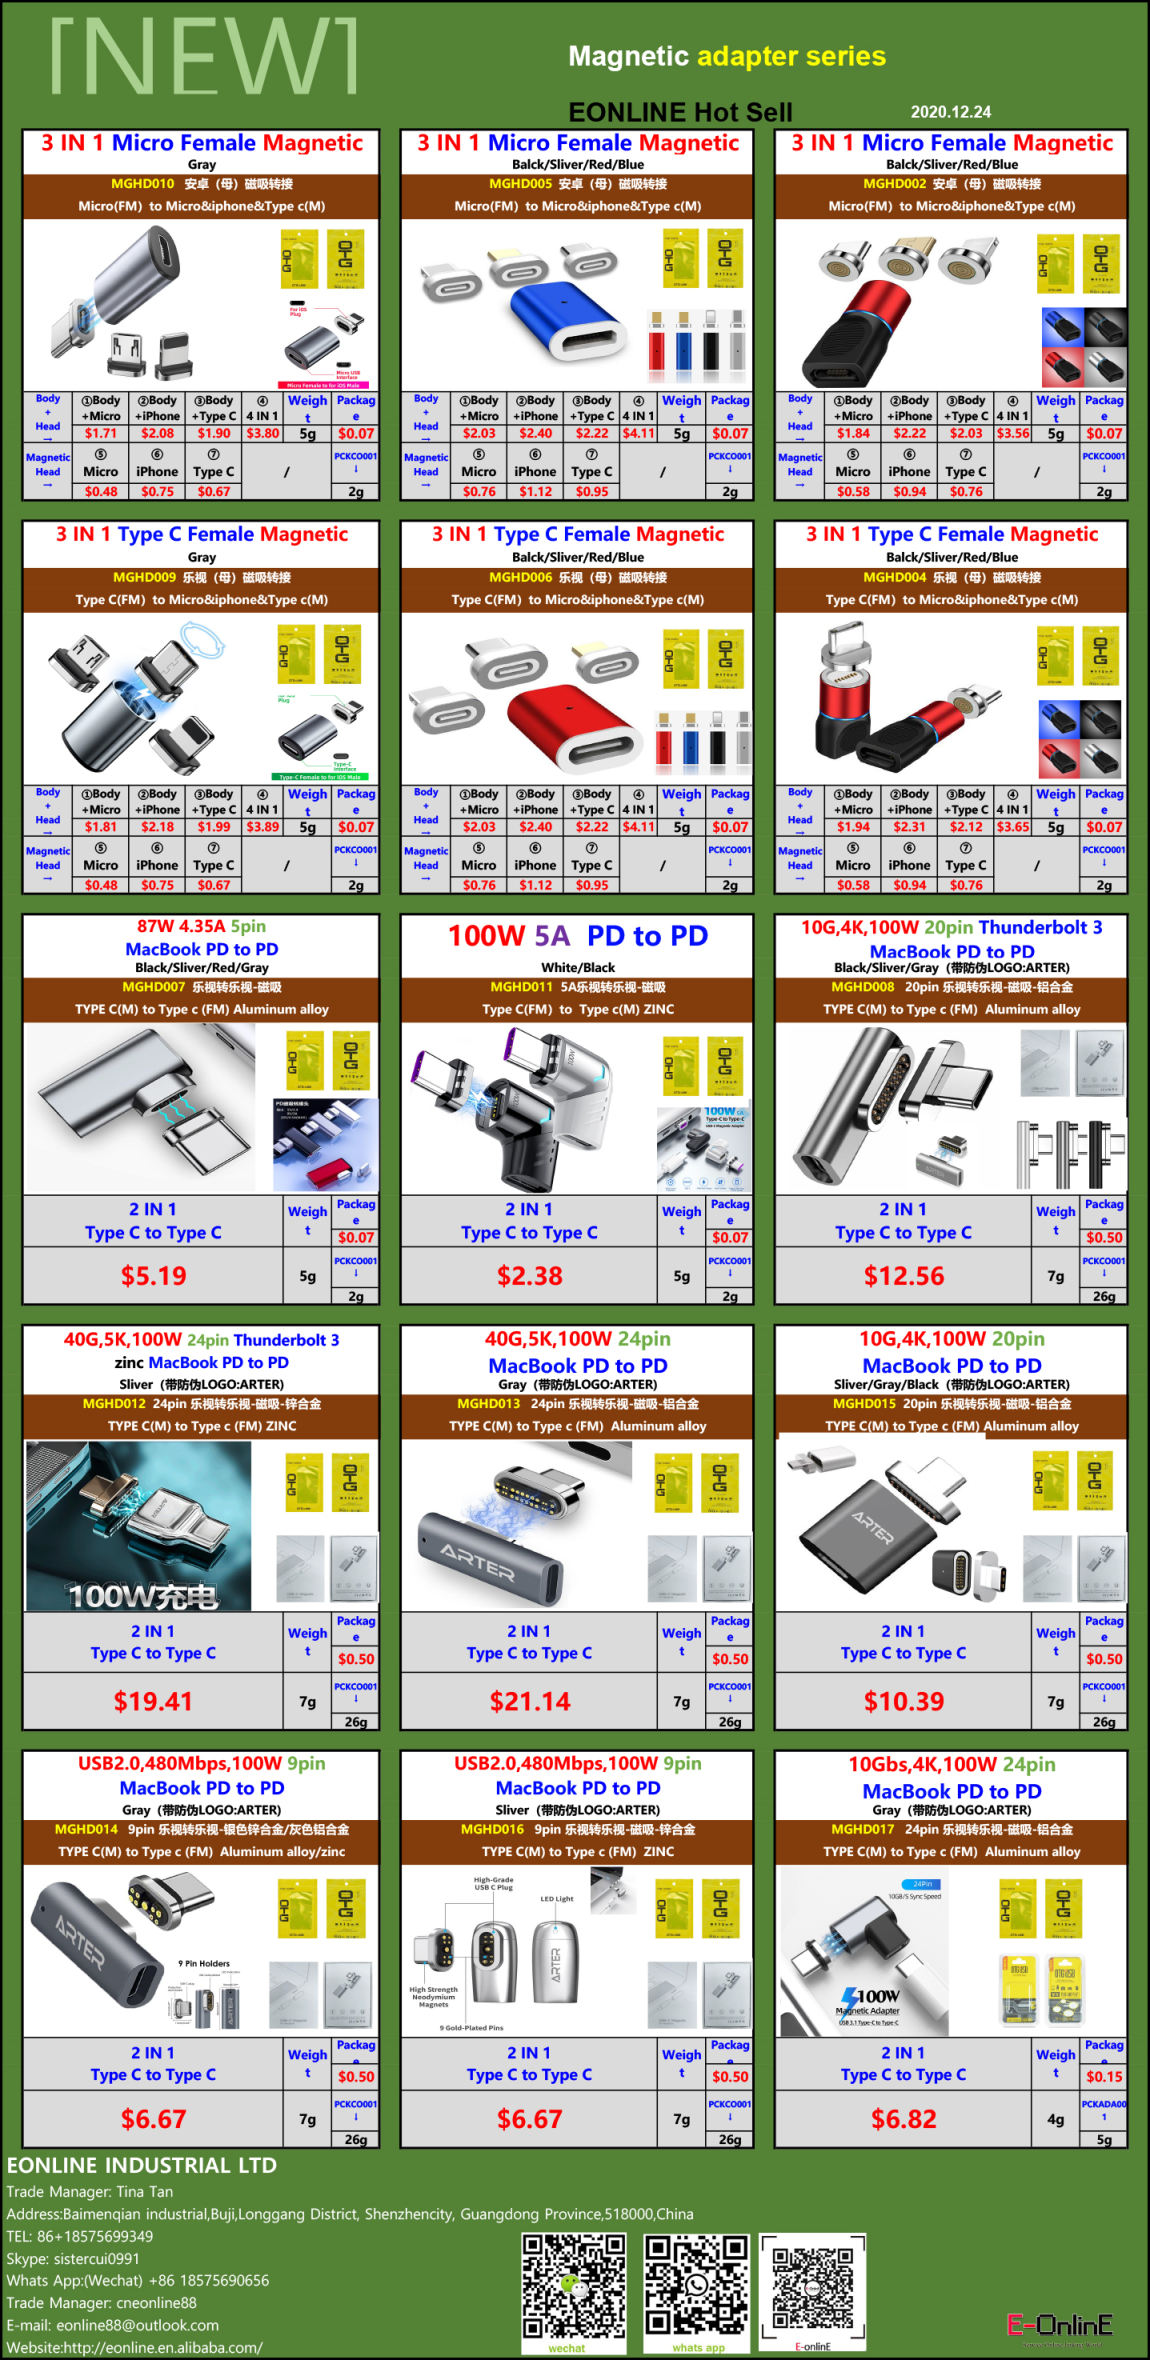 [NEW]
Magnetic adapter series
EONLINE Hot Sell
2020.12.24
3 IN 1 Micro Female Magnetic
Gray
MGHD010 安卓（母）磁吸转接
Micro(FM) to Micro&iphone&Type c(M)
OTG
For iOS Plug
Micro USB Interface
Micro Female to for iOS Male
Body + Head →
①Body +Micro
②Body +iPhone
③Body +Type C
④ 4 IN 1
Weight
Package
$1.71 $2.08 $1.90 $3.80 5g $0.07
Magnetic Head →
⑤ Micro
⑥ iPhone
⑦ Type C
/
PCKCO001 ↓
$0.48 $0.75 $0.67 2g
3 IN 1 Micro Female Magnetic
Balck/Sliver/Red/Blue
MGHD005 安卓（母）磁吸转接
Micro(FM) to Micro&iphone&Type c(M)
OTG
Body + Head →
①Body +Micro
②Body +iPhone
③Body +Type C
④ 4 IN 1
Weight
Package
$2.03 $2.40 $2.22 $4.11 5g $0.07
Magnetic Head →
⑤ Micro
⑥ iPhone
⑦ Type C
/
PCKCO001 ↓
$0.76 $1.12 $0.95 2g
3 IN 1 Micro Female Magnetic
Balck/Sliver/Red/Blue
MGHD002 安卓（母）磁吸转接
Micro(FM) to Micro&iphone&Type c(M)
OTG
Body + Head →
①Body +Micro
②Body +iPhone
③Body +Type C
④ 4 IN 1
Weight
Package
$1.84 $2.22 $2.03 $3.56 5g $0.07
Magnetic Head →
⑤ Micro
⑥ iPhone
⑦ Type C
/
PCKCO001 ↓
$0.58 $0.94 $0.76 2g
3 IN 1 Type C Female Magnetic
Gray
MGHD009 乐视（母）磁吸转接
Type C(FM) to Micro&iphone&Type c(M)
OTG
Plug
Type-C Interface
Type-C Female to for iOS Male
Body + Head →
①Body +Micro
②Body +iPhone
③Body +Type C
④ 4 IN 1
Weight
Package
$1.81 $2.18 $1.99 $3.89 5g $0.07
Magnetic Head →
⑤ Micro
⑥ iPhone
⑦ Type C
/
PCKCO001 ↓
$0.48 $0.75 $0.67 2g
3 IN 1 Type C Female Magnetic
Balck/Sliver/Red/Blue
MGHD006 乐视（母）磁吸转接
Type C(FM) to Micro&iphone&Type c(M)
OTG
Body + Head →
①Body +Micro
②Body +iPhone
③Body +Type C
④ 4 IN 1
Weight
Package
$2.03 $2.40 $2.22 $4.11 5g $0.07
Magnetic Head →
⑤ Micro
⑥ iPhone
⑦ Type C
/
PCKCO001 ↓
$0.76 $1.12 $0.95 2g
3 IN 1 Type C Female Magnetic
Balck/Sliver/Red/Blue
MGHD004 乐视（母）磁吸转接
Type C(FM) to Micro&iphone&Type c(M)
OTG
Body + Head →
①Body +Micro
②Body +iPhone
③Body +Type C
④ 4 IN 1
Weight
Package
$1.94 $2.31 $2.12 $3.65 5g $0.07
Magnetic Head →
⑤ Micro
⑥ iPhone
⑦ Type C
/
PCKCO001 ↓
$0.58 $0.94 $0.76 2g
87W 4.35A 5pin
MacBook PD to PD
Black/Sliver/Red/Gray
MGHD007 乐视转乐视-磁吸
TYPE C(M) to Type c (FM) Aluminum alloy
OTG
2 IN 1
Type C to Type C
Weight
Package
$0.07
$5.19 5g
PCKCO001 ↓
2g
100W 5A PD to PD
White/Black
MGHD011 5A乐视转乐视-磁吸
Type C(FM) to Type c(M) ZINC
100W
OTG
100W
Type-C to Type-C
2 IN 1
Type C to Type C
Weight
Package
$0.07
$2.38 5g
PCKCO001 ↓
2g
10G,4K,100W 20pin Thunderbolt 3
MacBook PD to PD
Black/Sliver/Gray（带防伪LOGO:ARTER）
MGHD008 20pin 乐视转乐视-磁吸-铝合金
TYPE C(M) to Type c (FM) Aluminum alloy
2 IN 1
Type C to Type C
Weight
Package
$0.50
$12.56 7g
PCKCO001 ↓
26g
40G,5K,100W 24pin Thunderbolt 3
zinc MacBook PD to PD
Sliver（带防伪LOGO:ARTER）
MGHD012 24pin 乐视转乐视-磁吸-锌合金
TYPE C(M) to Type c (FM) ZINC
ARTER
100W充电
OTG
2 IN 1
Type C to Type C
Weight
Package
$0.50
$19.41 7g
PCKCO001 ↓
26g
40G,5K,100W 24pin
MacBook PD to PD
Gray（带防伪LOGO:ARTER）
MGHD013 24pin 乐视转乐视-磁吸-铝合金
TYPE C(M) to Type c (FM) Aluminum alloy
ARTER
OTG
2 IN 1
Type C to Type C
Weight
Package
$0.50
$21.14 7g
PCKCO001 ↓
26g
10G,4K,100W 20pin
MacBook PD to PD
Sliver/Gray/Black（带防伪LOGO:ARTER）
MGHD015 20pin 乐视转乐视-磁吸-铝合金
TYPE C(M) to Type c (FM) Aluminum alloy
ARTER
OTG
2 IN 1
Type C to Type C
Weight
Package
$0.50
$10.39 7g
PCKCO001 ↓
26g
USB2.0,480Mbps,100W 9pin
MacBook PD to PD
Gray（带防伪LOGO:ARTER）
MGHD014 9pin 乐视转乐视-银色锌合金/灰色铝合金
TYPE C(M) to Type c (FM) Aluminum alloy/zinc
ARTER
9 Pin Holders
OTG
2 IN 1
Type C to Type C
Weight
Package
$0.50
$6.67 7g
PCKCO001 ↓
26g
USB2.0,480Mbps,100W 9pin
MacBook PD to PD
Sliver（带防伪LOGO:ARTER）
MGHD016 9pin 乐视转乐视-磁吸-锌合金
TYPE C(M) to Type c (FM) ZINC
High-Grade USB C Plug
LED Light
ARTER
High Strength Neodymium Magnets
9 Gold-Plated Pins
OTG
2 IN 1
Type C to Type C
Weight
Package
$0.50
$6.67 7g
PCKCO001 ↓
26g
10Gbs,4K,100W 24pin
MacBook PD to PD
Gray（带防伪LOGO:ARTER）
MGHD017 24pin 乐视转乐视-磁吸-铝合金
TYPE C(M) to Type c (FM) Aluminum alloy
24Pin
10GB/S Sync Speed
100W
Magnetic Adapter
USB 3.1 Type-C to Type-C
OTG
2 IN 1
Type C to Type C
Weight
Package
$0.15
$6.82 4g
PCKADA001 ↓
5g
EONLINE INDUSTRIAL LTD
Trade Manager: Tina Tan
Address:Baimenqian industrial,Buji,Longgang District, Shenzhencity, Guangdong Province,518000,China
TEL: 86+18575699349
Skype: sistercui0991
Whats App:(Wechat) +86 18575690656
Trade Manager: cneonline88
E-mail: eonline88@outlook.com
Website:http://eonline.en.alibaba.com/
wechat
whats app
E-onlinE
E-OnlinE